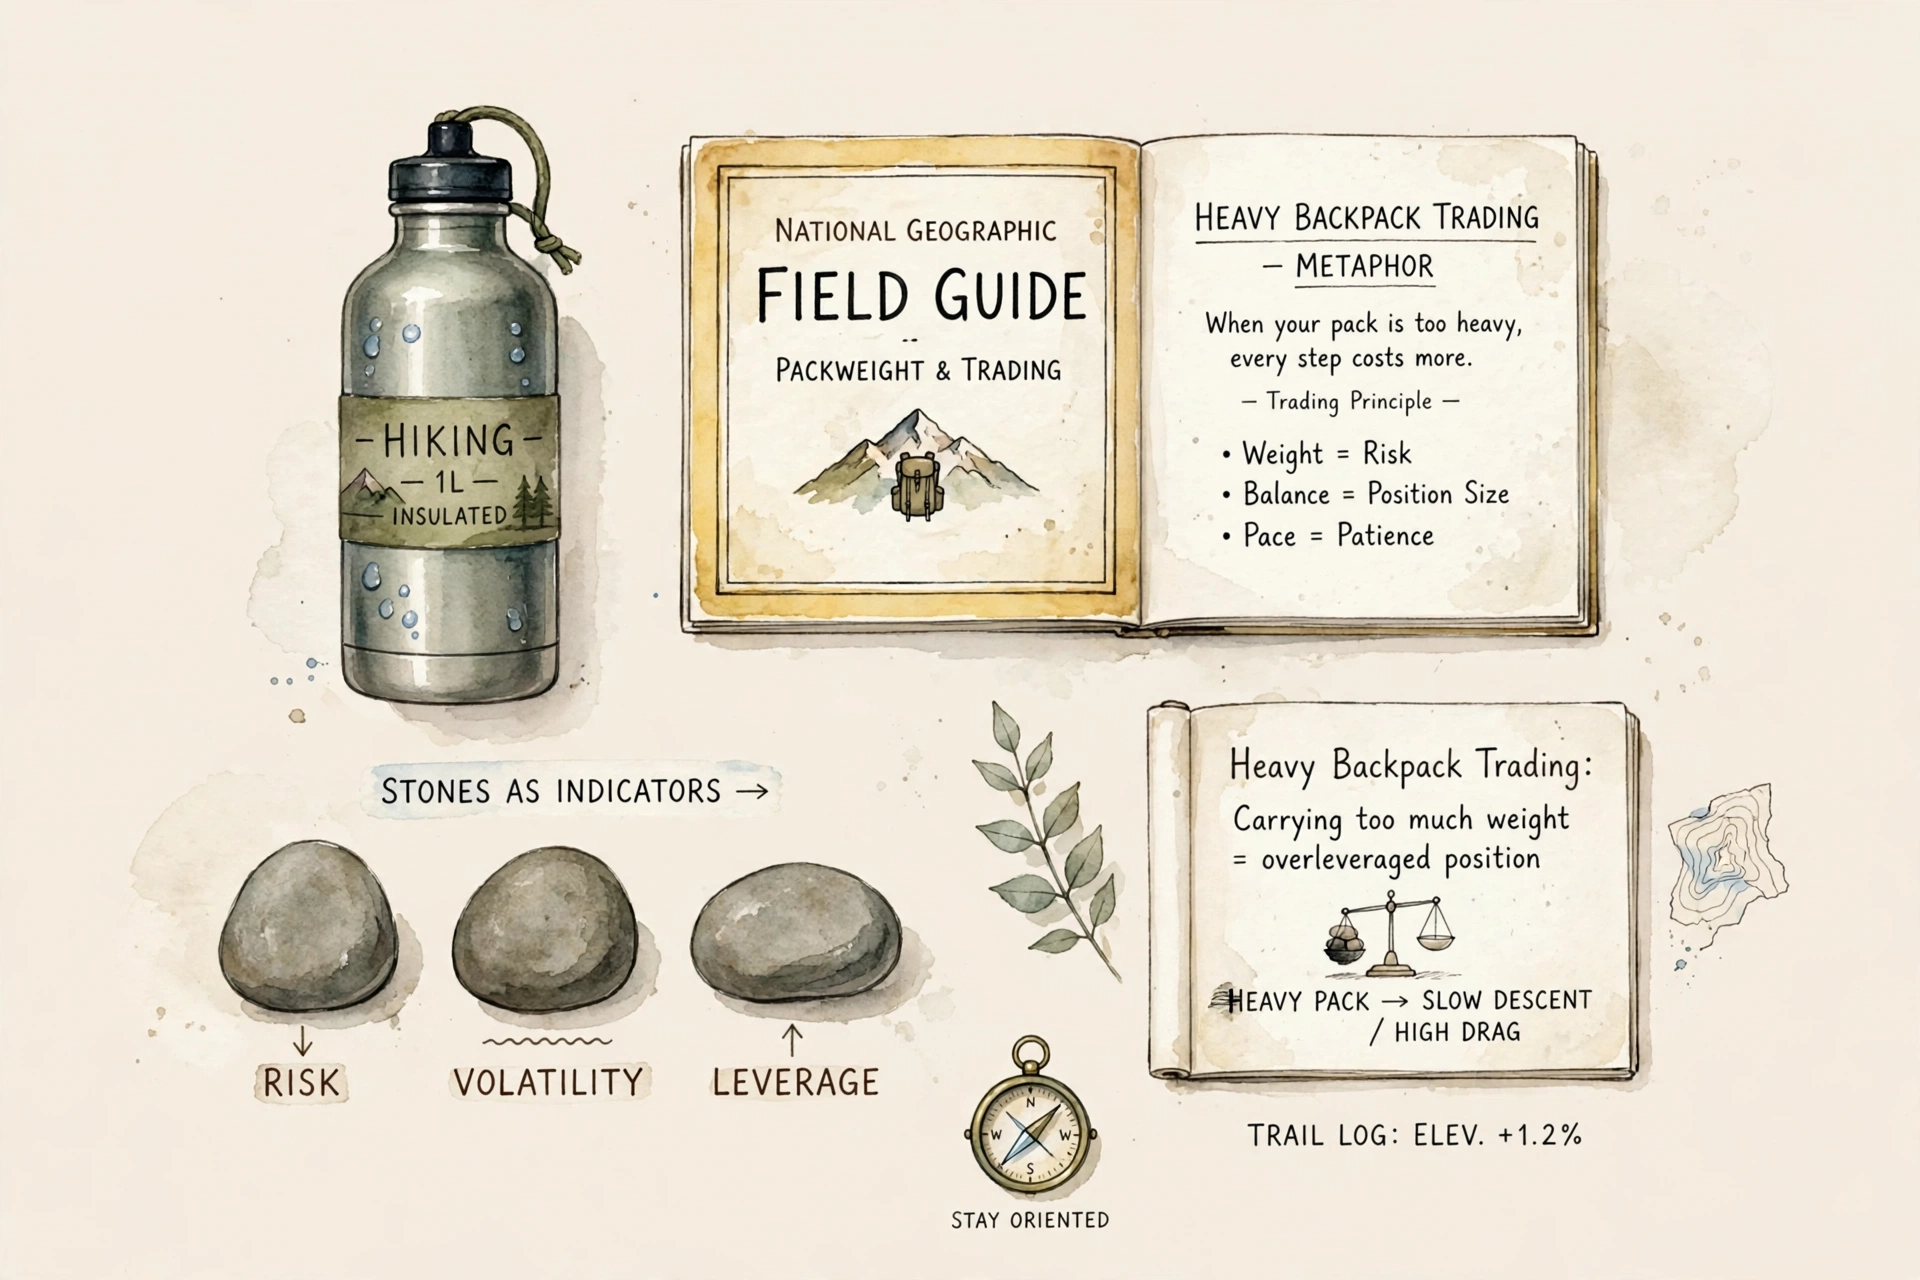 NATIONAL GEOGRAPHIC
FIELD GUIDE
--
PACKWEIGHT & TRADING
HEAVY BACKPACK TRADING
— METAPHOR
When your pack is too heavy,
every step costs more.
— Trading Principle —
• Weight = Risk
• Balance = Position Size
• Pace = Patience
— HIKING —
— 1L —
INSULATED
STONES AS INDICATORS →
↓
RISK
VOLATILITY
↑
LEVERAGE
Heavy Backpack Trading:
Carrying too much weight
= overleveraged position
HEAVY PACK → SLOW DESCENT
/ HIGH DRAG
TRAIL LOG: ELEV. +1.2%
N
W W
S
STAY ORIENTED